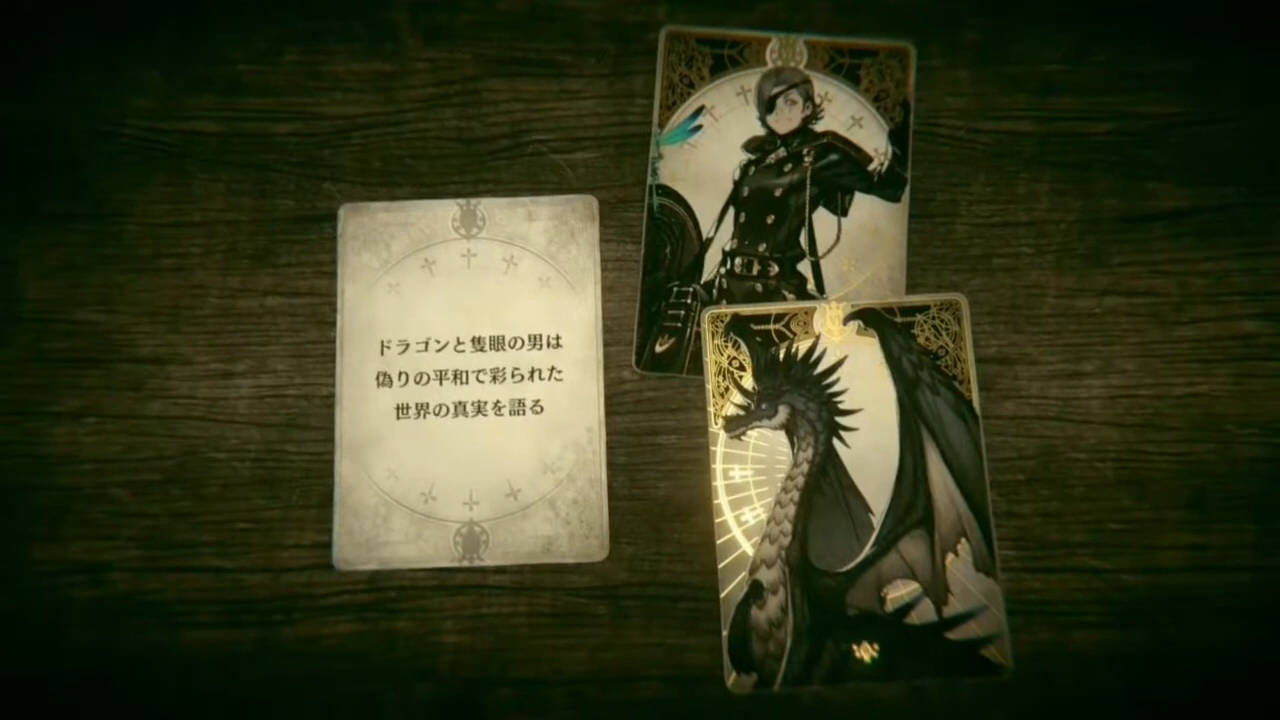 ドラゴンと隻眼の男は
偽りの平和で彩られた
世界の真実を語る